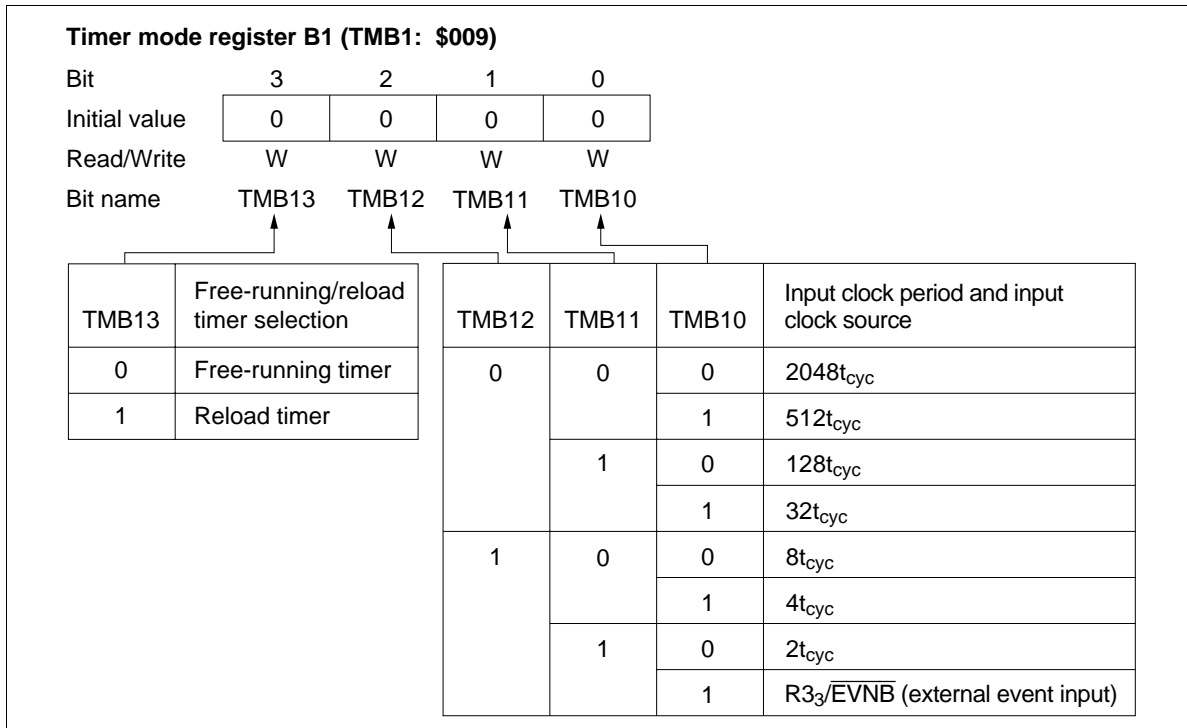 Timer mode register B1 (TMB1: $009)
Bit 3 2 1 0
Initial value 0 0 0 0
Read/Write W W W W
Bit name TMB13 TMB12 TMB11 TMB10
TMB13 Free-running/reload timer selection
0 Free-running timer
1 Reload timer
TMB12 TMB11 TMB10 Input clock period and input clock source
0 0 0 2048tcyc
1 512tcyc
1 0 128tcyc
1 32tcyc
1 0 0 8tcyc
1 4tcyc
1 0 2tcyc
1 R33/E̅V̅N̅B̅ (external event input)